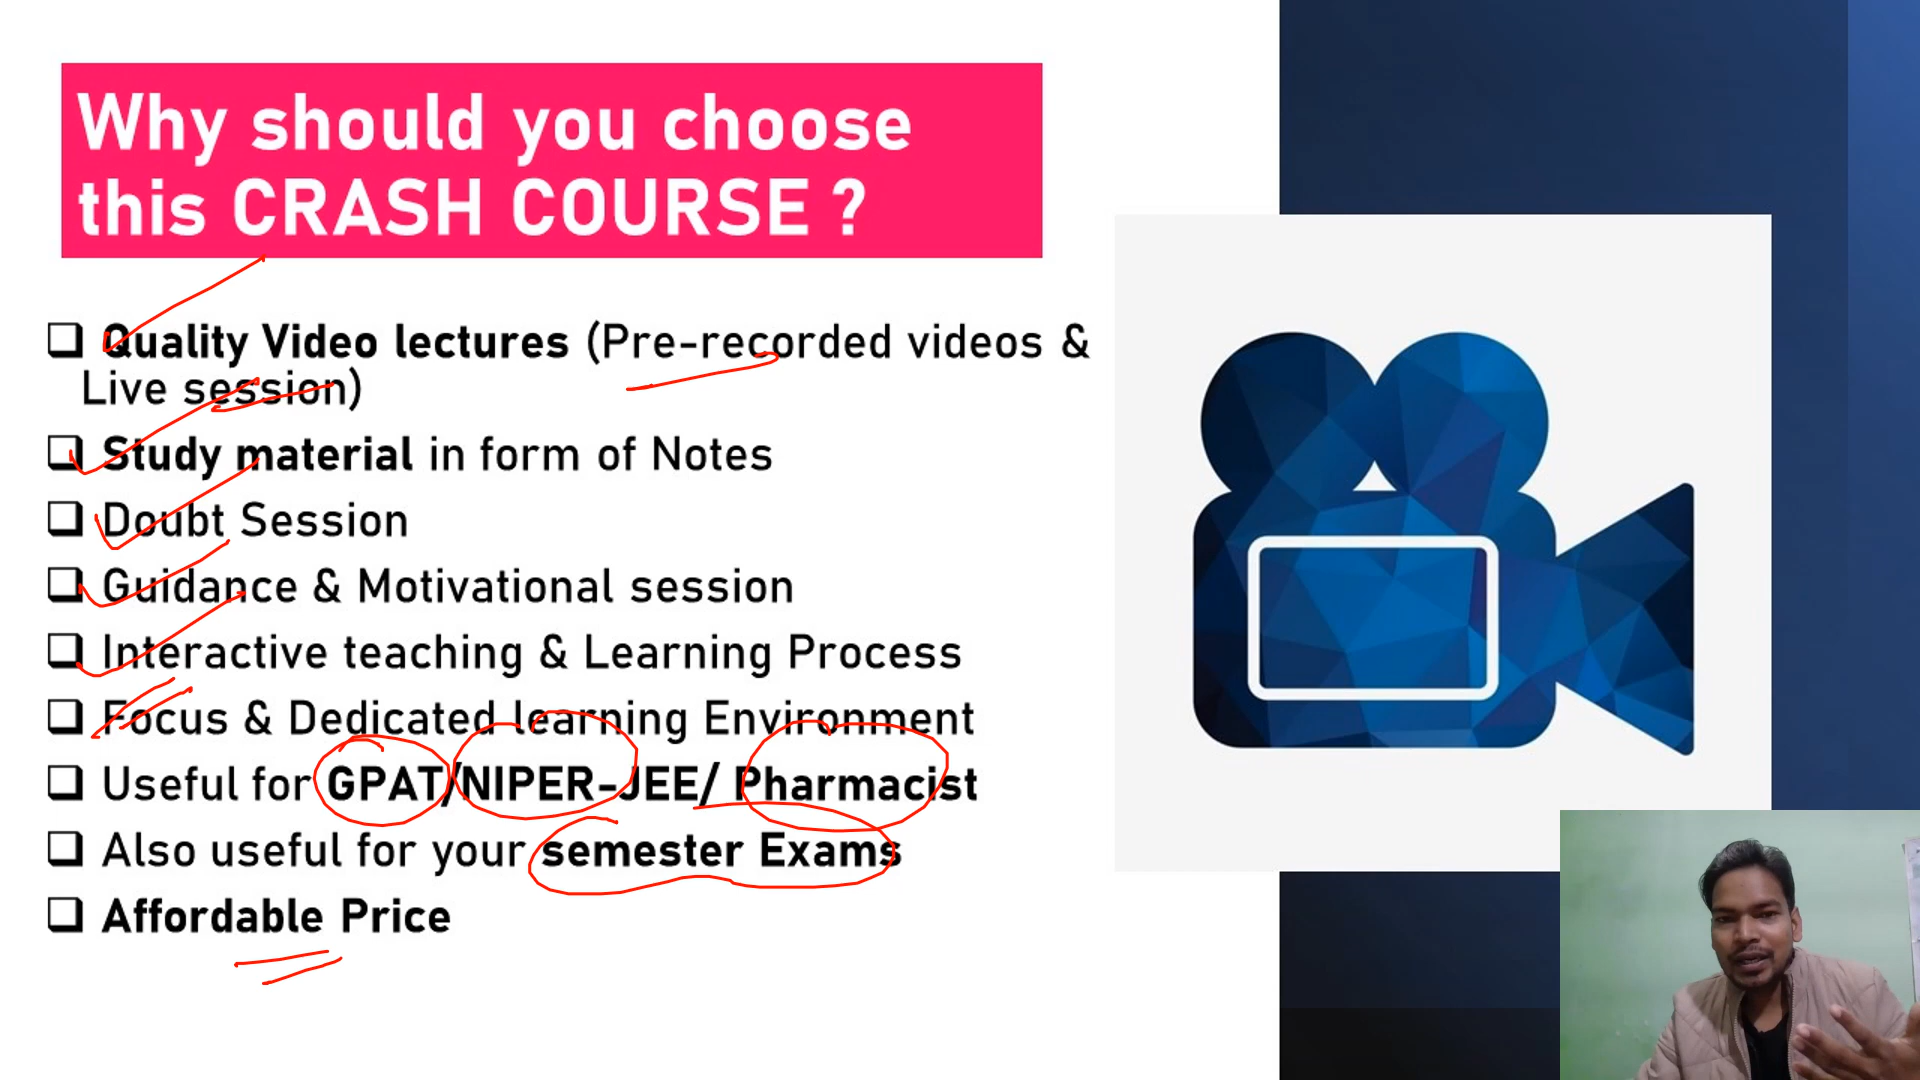 Why should you choose
this CRASH COURSE ?
Quality Video lectures (Pre-recorded videos &
Live session)
Study material in form of Notes
Doubt Session
Guidance & Motivational session
Interactive teaching & Learning Process
Focus & Dedicated learning Environment
Useful for GPAT/NIPER-JEE/ Pharmacist
Also useful for your semester Exams
Affordable Price